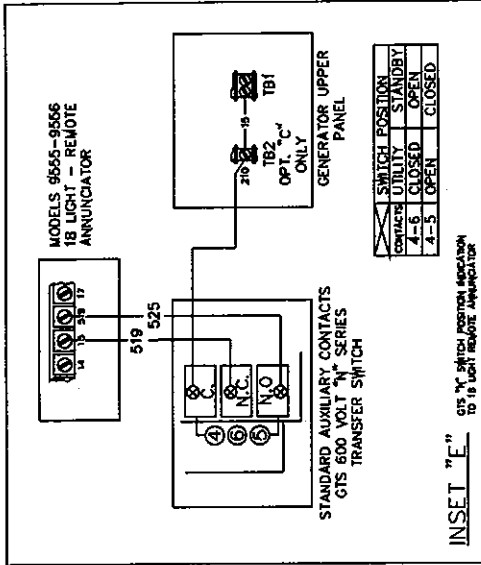 MODELS 9555-9556
18 LIGHT - REMOTE
ANNUNCIATOR
14
15
17
519
525
210
15
TB2
TB1
OPT. "C"
ONLY
GENERATOR UPPER
PANEL
C.
N.C.
N.O
4
6
5
STANDARD AUXILIARY CONTACTS
GTS 600 VOLT "N" SERIES
TRANSFER SWITCH
SWITCH POSITION
CONTACTS UTILITY STANDBY
4-6 CLOSED OPEN
4-5 OPEN CLOSED
INSET "E"
SWITCH POSITION INDICATION
TO 18 LIGHT REMOTE ANNUNCIATOR